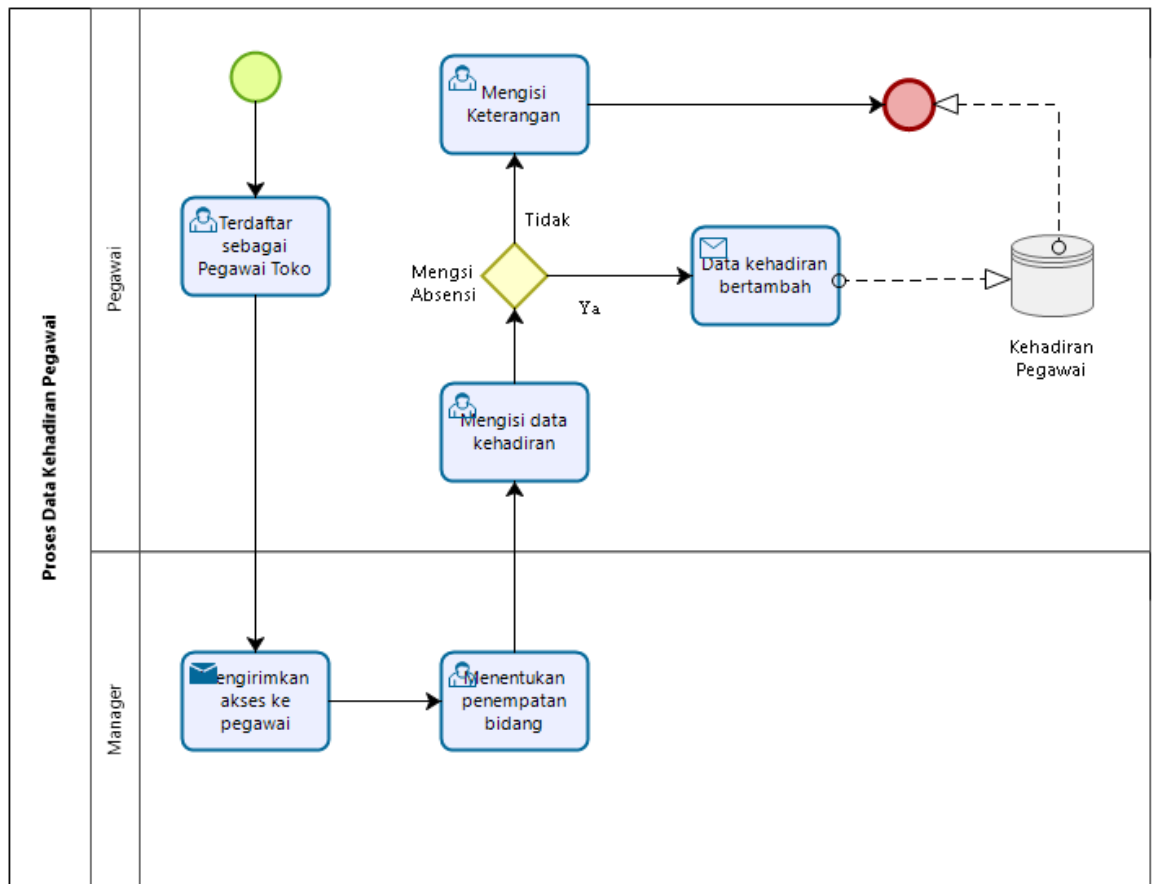 Proses Data Kehadiran Pegawai
Pegawai
Terdaftar
sebagai
Pegawai Toko
Mengisi
Keterangan
Tidak
Mengsi
Absensi
Ya
Data kehadiran
bertambah
Kehadiran
Pegawai
Mengisi data
kehadiran
Manager
engirimkan
akses ke
pegawai
Menentukan
penempatan
bidang